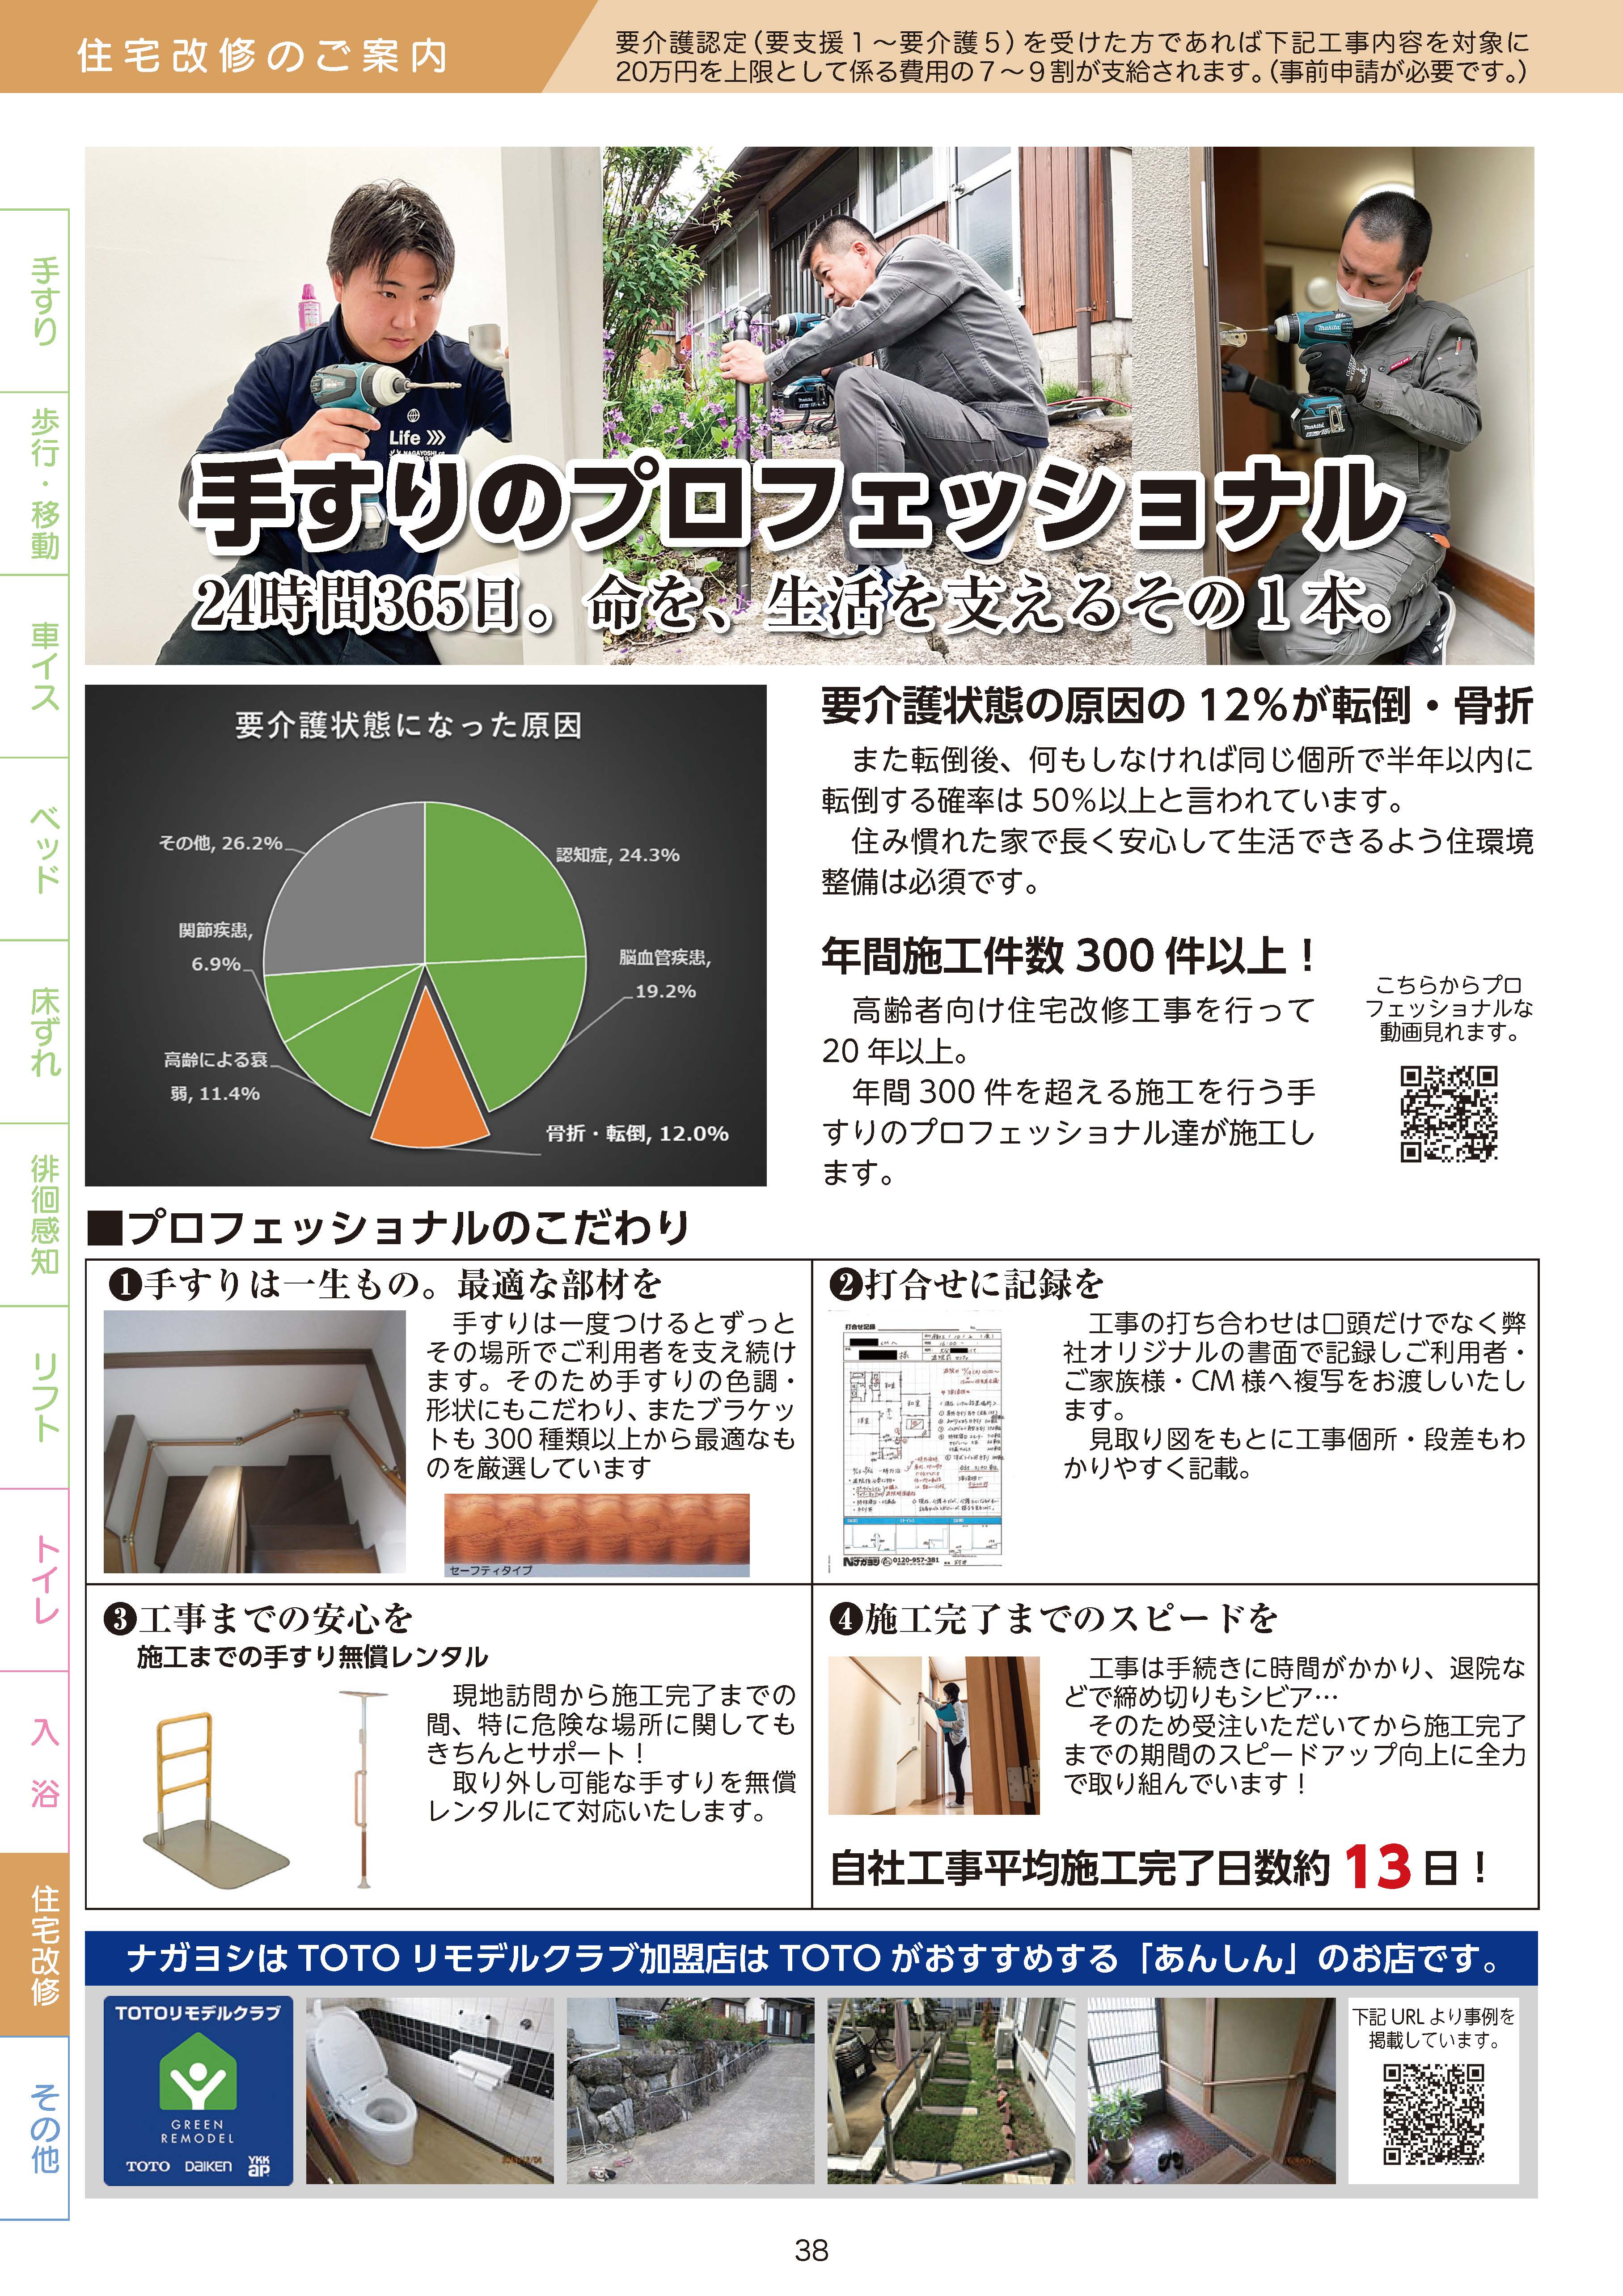 住宅改修のご案内
要介護認定(要支援1～要介護5)を受けた方であれば下記工事内容を対象に
20万円を上限として係る費用の7～9割が支給されます。(事前申請が必要です。)
手すり
歩行・移動
車イス
ベッド
床ずれ
徘徊感知
リフト
トイレ
入浴
住宅改修
その他
Life
手すりのプロフェッショナル
24時間365日。命を、生活を支えるその1本。
要介護状態になった原因
その他, 26.2%
認知症, 24.3%
関節疾患,
6.9%
脳血管疾患,
19.2%
高齢による衰
弱, 11.4%
骨折・転倒, 12.0%
要介護状態の原因の12%が転倒・骨折
また転倒後、何もしなければ同じ個所で半年以内に
転倒する確率は50%以上と言われています。
住み慣れた家で長く安心して生活できるよう住環境
整備は必須です。
年間施工件数300件以上！
高齢者向け住宅改修工事を行って
20年以上。
年間300件を超える施工を行う手
すりのプロフェッショナル達が施工し
ます。
こちらからプロ
フェッショナルな
動画見れます。
■プロフェッショナルのこだわり
❶手すりは一生もの。最適な部材を
手すりは一度つけるとずっと
その場所でご利用者を支え続け
ます。そのため手すりの色調・
形状にもこだわり、またブラケッ
トも300種類以上から最適なも
のを厳選しています
セーフティタイプ
❷打合せに記録を
打合せ記録
様
ナガヨシ 0120-957-381
工事の打ち合わせは口頭だけでなく弊
社オリジナルの書面で記録しご利用者・
ご家族様・CM様へ複写をお渡しいたし
ます。
見取り図をもとに工事個所・段差もわ
かりやすく記載。
❸工事までの安心を
施工までの手すり無償レンタル
現地訪問から施工完了までの
間、特に危険な場所に関しても
きちんとサポート！
取り外し可能な手すりを無償
レンタルにて対応いたします。
❹施工完了までのスピードを
工事は手続きに時間がかかり、退院な
どで締め切りもシビア…
そのため受注いただいてから施工完了
までの期間のスピードアップ向上に全力
で取り組んでいます！
自社工事平均施工完了日数約13日！
ナガヨシはTOTOリモデルクラブ加盟店はTOTOがおすすめする「あんしん」のお店です。
TOTOリモデルクラブ
GREEN
REMODEL
TOTO DAIKEN YKK ap
下記URLより事例を
掲載しています。
38